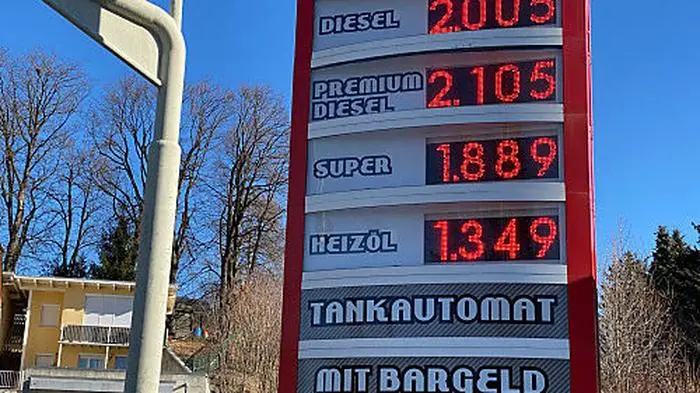 DIESEL 2.005
PREMIUM
DIESEL 2.105
SUPER 1.889
HEIZÖL 1.349
TANKAUTOMAT
MIT BARGELD